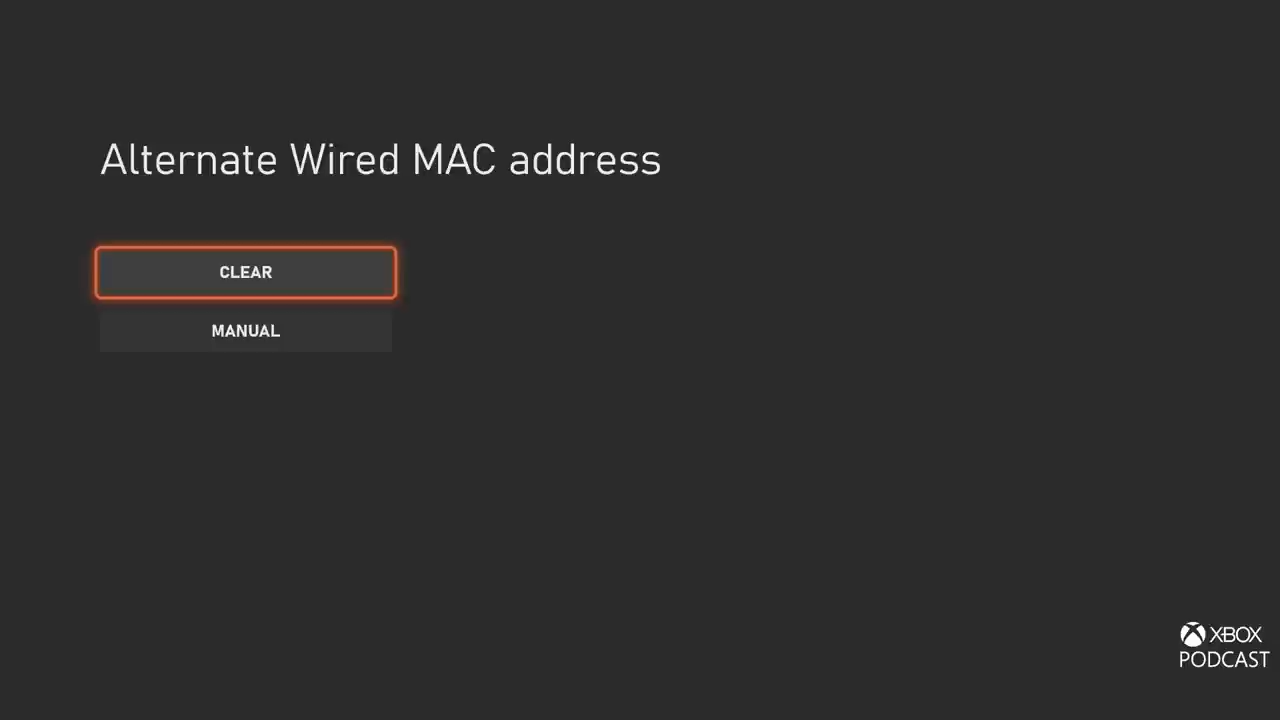 Alternate Wired MAC address
CLEAR
MANUAL
XBOX
PODCAST